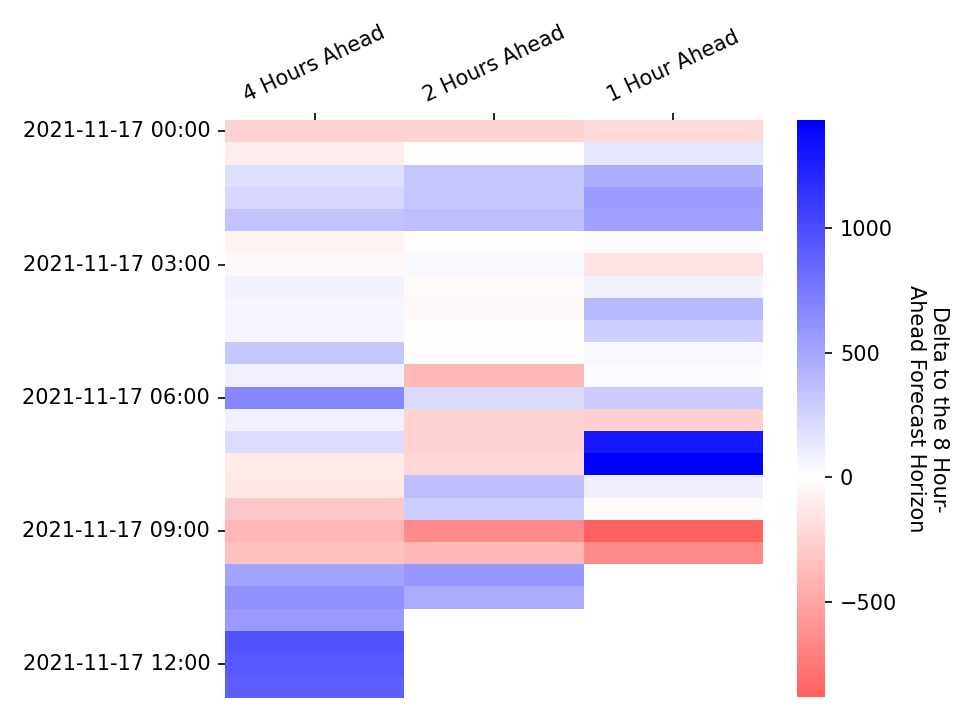 4 Hours Ahead
2 Hours Ahead
1 Hour Ahead
2021-11-17 00:00
2021-11-17 03:00
2021-11-17 06:00
2021-11-17 09:00
2021-11-17 12:00
1000
500
0
−500
Delta to the 8 Hour-
Ahead Forecast Horizon